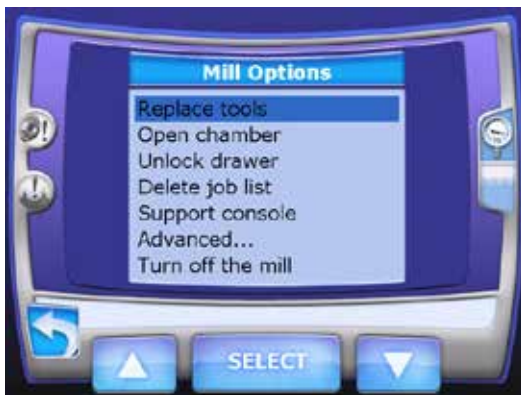 Mill Options
Replace tools
Open chamber
Unlock drawer
Delete job list
Support console
Advanced...
Turn off the mill
SELECT